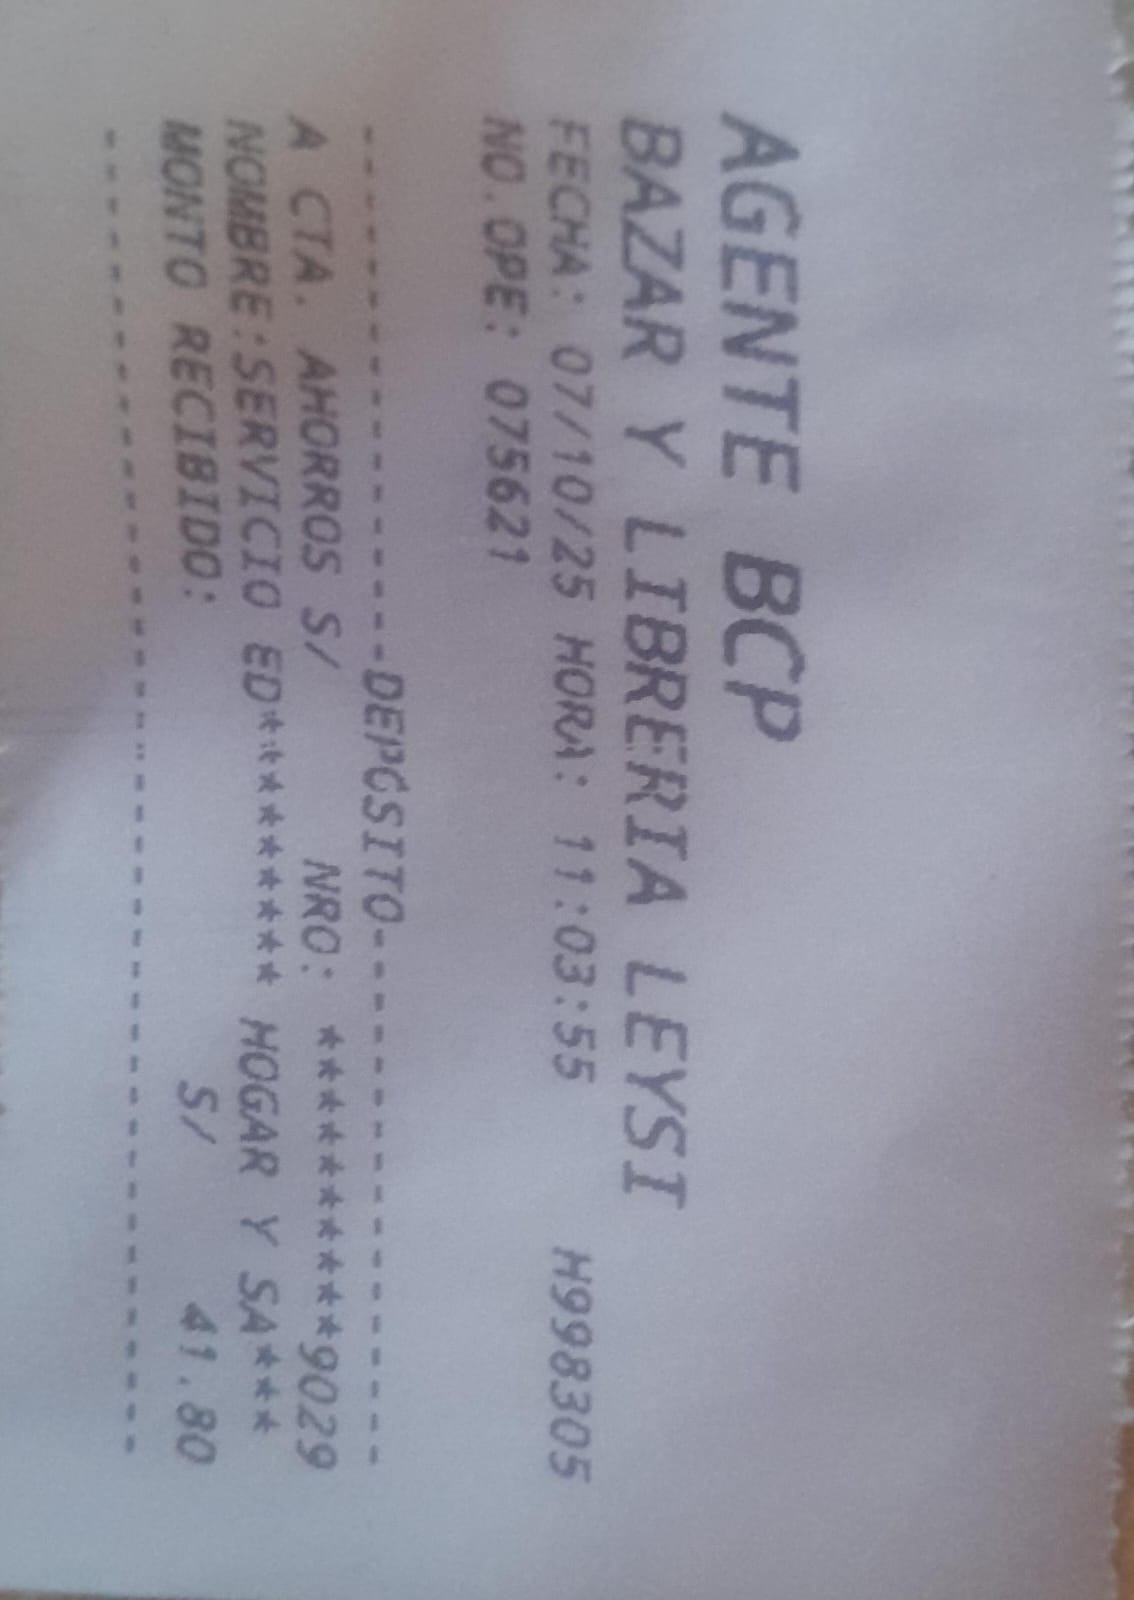 AGENTE BCP
BAZAR Y LIBRERIA LEYSI
FECHA: 07/10/25 HORA: 11:03:55 H998305
NO.OPE: 075621
-----------------DEPÓSITO-----------------
A CTA. AHORROS S/ NRO: **********9029
NOMBRE:SERVICIO ED********* HOGAR Y SA***
MONTO RECIBIDO: S/ 41.80
------------------------------------------